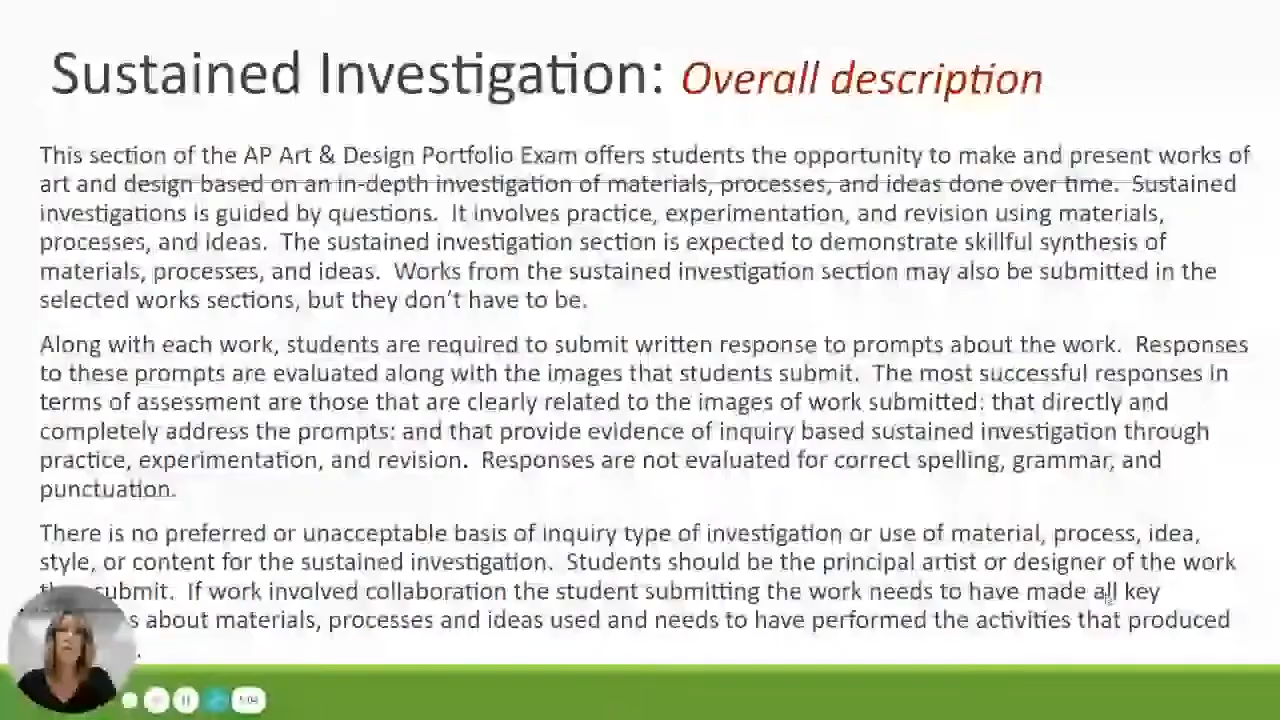 Sustained Investigation: Overall description
This section of the AP Art & Design Portfolio Exam offers students the opportunity to make and present works of
art and design based on an in-depth investigation of materials, processes, and ideas done over time. Sustained
investigations is guided by questions. It involves practice, experimentation, and revision using materials,
processes, and ideas. The sustained investigation section is expected to demonstrate skillful synthesis of
materials, processes, and ideas. Works from the sustained investigation section may also be submitted in the
selected works sections, but they don't have to be.
Along with each work, students are required to submit written response to prompts about the work. Responses
to these prompts are evaluated along with the images that students submit. The most successful responses in
terms of assessment are those that are clearly related to the images of work submitted: that directly and
completely address the prompts: and that provide evidence of inquiry based sustained investigation through
practice, experimentation, and revision. Responses are not evaluated for correct spelling, grammar, and
punctuation.
There is no preferred or unacceptable basis of inquiry type of investigation or use of material, process, idea,
style, or content for the sustained investigation. Students should be the principal artist or designer of the work
submit. If work involved collaboration the student submitting the work needs to have made all key
about materials, processes and ideas used and needs to have performed the activities that produced